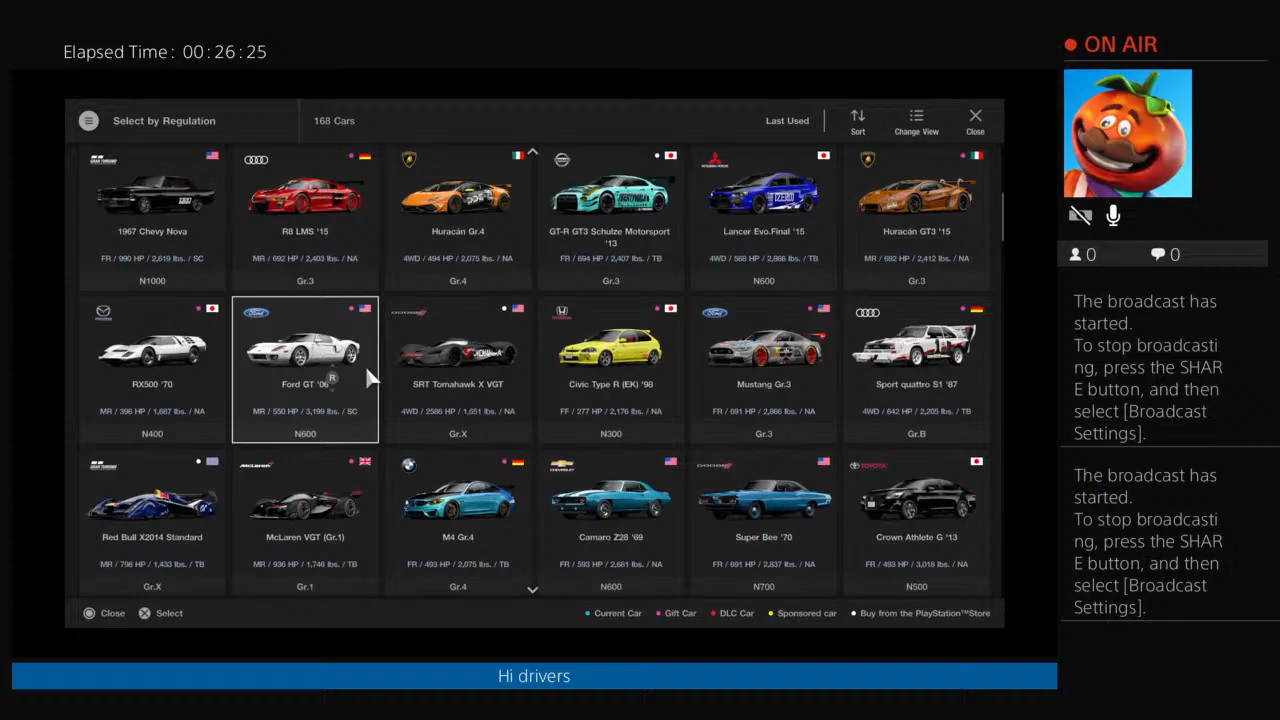 Elapsed Time: 00:26:25
ON AIR
Select by Regulation
168 Cars
Last Used
Sort
Change View
Close
1967 Chevy Nova
FR / 990 HP / 2,619 lbs. / SC
N1000
R8 LMS '15
MR / 692 HP / 2,403 lbs. / NA
Gr.3
Huracán Gr.4
4WD / 494 HP / 2,075 lbs. / NA
Gr.4
GT-R GT3 Schulze Motorsport
'13
FR / 694 HP / 2,407 lbs. / TB
Gr.3
Lancer Evo.Final '15
4WD / 568 HP / 2,866 lbs. / TB
N600
Huracán GT3 '15
MR / 692 HP / 2,412 lbs. / NA
Gr.3
RX500 '70
MR / 396 HP / 1,687 lbs. / NA
N400
Ford
Ford GT '06
R
MR / 550 HP / 3,199 lbs. / SC
N600
SRT Tomahawk X VGT
4WD / 2586 HP / 1,651 lbs. / NA
Gr.X
Civic Type R (EK) '98
FF / 277 HP / 2,176 lbs. / NA
N300
Ford
Mustang Gr.3
FR / 691 HP / 2,866 lbs. / NA
Gr.3
Sport quattro S1 '87
4WD / 642 HP / 2,205 lbs. / TB
Gr.B
Red Bull X2014 Standard
MR / 798 HP / 1,433 lbs. / TB
Gr.X
McLaren
McLaren VGT (Gr.1)
MR / 936 HP / 1,746 lbs. / TB
Gr.1
M4 Gr.4
FR / 493 HP / 2,075 lbs. / TB
Gr.4
CHEVROLET
Camaro Z28 '69
FR / 593 HP / 2,681 lbs. / NA
N600
Super Bee '70
FR / 691 HP / 2,837 lbs. / NA
N700
TOYOTA
Crown Athlete G '13
FR / 493 HP / 3,018 lbs. / NA
N500
Close
Select
Current Car
Gift Car
DLC Car
Sponsored car
Buy from the PlayStation™Store
Hi drivers
0
0
The broadcast has
started.
To stop broadcasti
ng, press the SHAR
E button, and then
select [Broadcast
Settings].
The broadcast has
started.
To stop broadcasti
ng, press the SHAR
E button, and then
select [Broadcast
Settings].